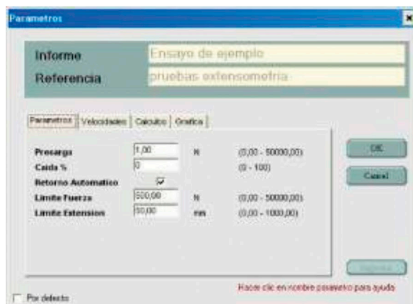 Parametros
Informe Ensayo de ejemplo
Referencia pruebas extensometría
Parametros Velocidades Calculos Grafica
Precarga 1,00 N (0,00 - 50000,00)
Caida % 0 (0 - 100)
Retorno Automatico
Limite Fuerza 500,00 N (0,00 - 50000,00)
Limite Extension 50,00 mm (0,00 - 1000,00)
OK
Cancel
Hacer clic en nombre parametro para ayuda
Por defecto